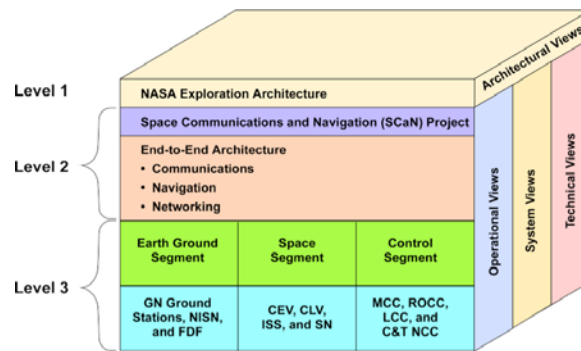 Architectural Views
Level 1
NASA Exploration Architecture
Space Communications and Navigation (SCaN) Project
Level 2
End-to-End Architecture
• Communications
• Navigation
• Networking
Operational Views
System Views
Technical Views
Level 3
Earth Ground
Segment
Space
Segment
Control
Segment
GN Ground
Stations, NISN,
and FDF
CEV, CLV,
ISS, and SN
MCC, ROCC,
LCC, and
C&T NCC